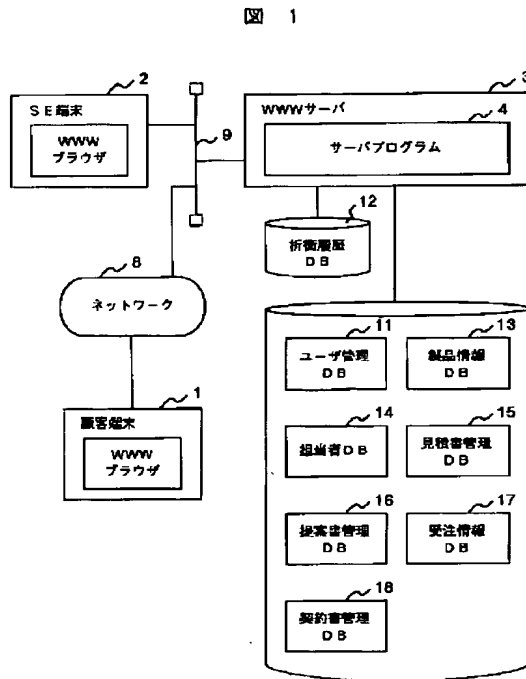 図 1
2
SE端末
WWW
ブラウザ
9
3
WWWサーバ
4
サーバプログラム
12
折衝履歴
DB
8
ネットワーク
1
顧客端末
WWW
ブラウザ
11
ユーザ管理
DB
13
製品情報
DB
14
担当者DB
15
見積書管理
DB
16
提案書管理
DB
17
受注情報
DB
18
契約書管理
DB